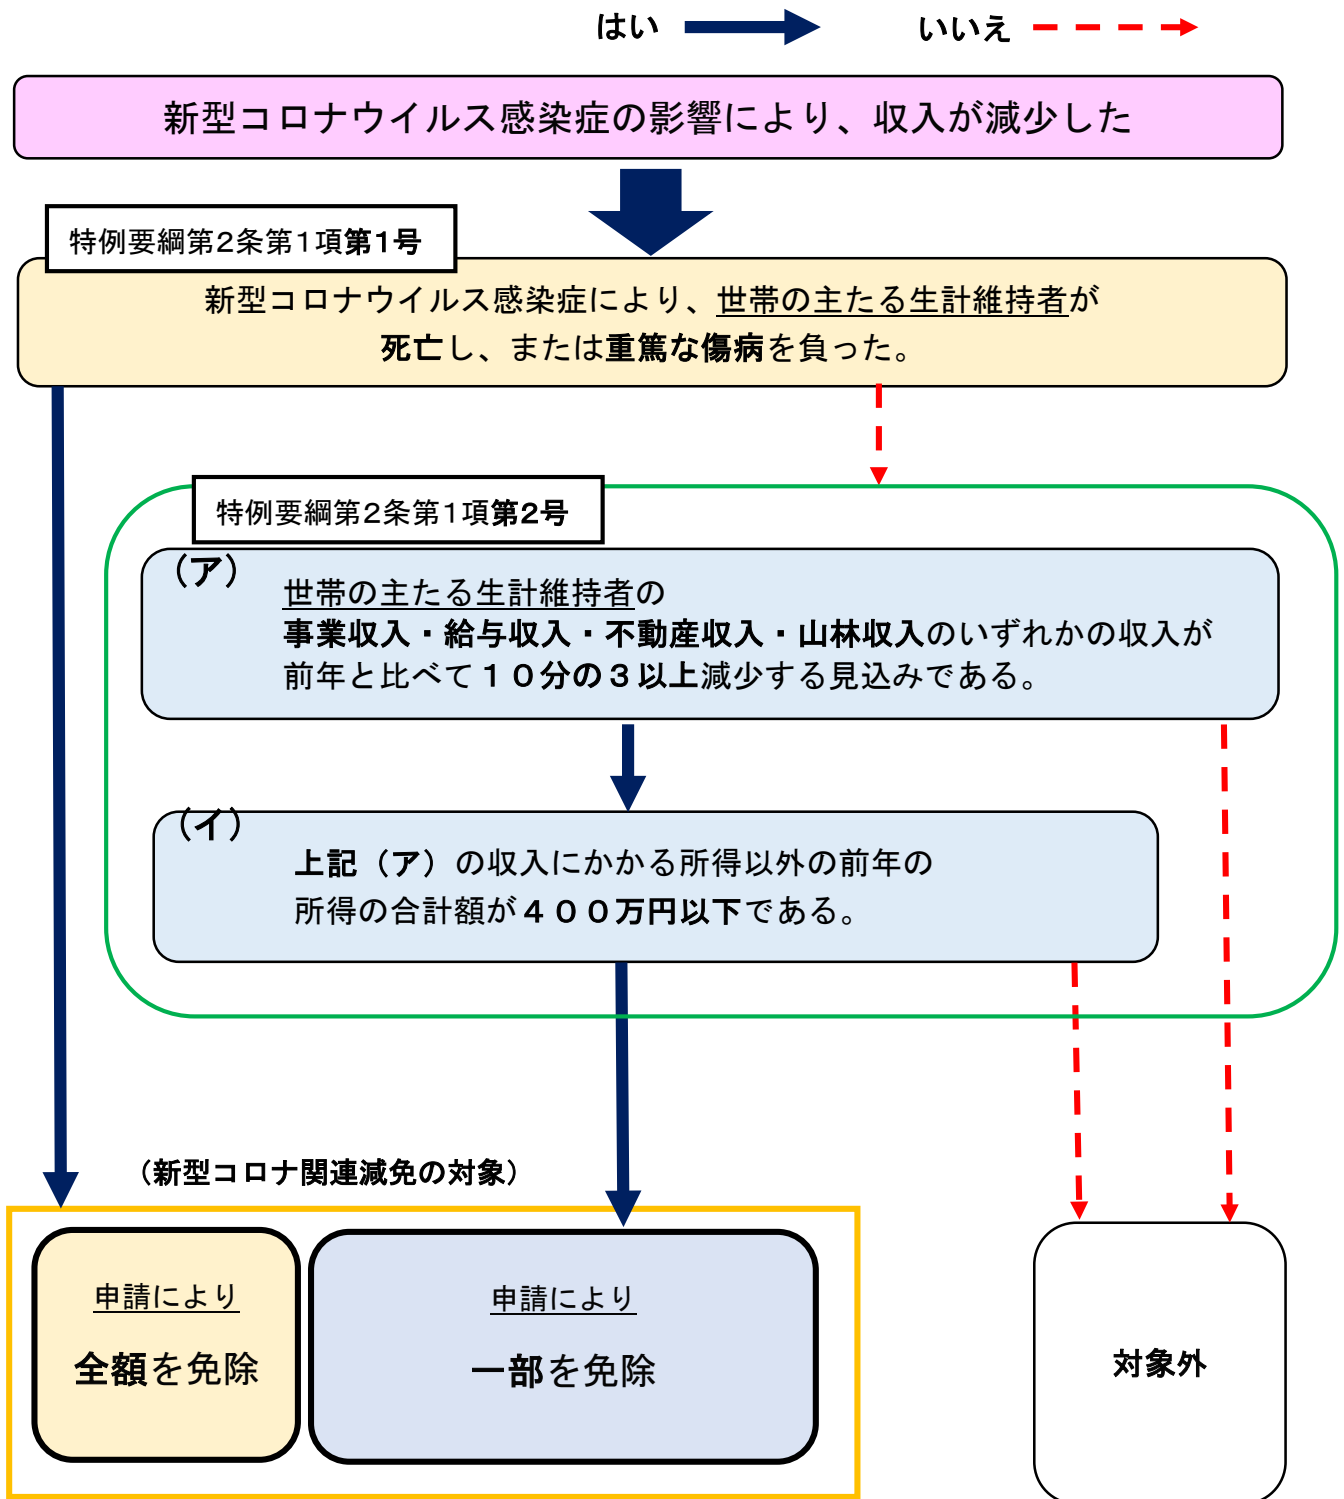 はい
いいえ
新型コロナウイルス感染症の影響により、収入が減少した
特例要綱第2条第1項第1号
新型コロナウイルス感染症により、世帯の主たる生計維持者が
死亡し、または重篤な傷病を負った。
特例要綱第2条第1項第2号
（ア）
世帯の主たる生計維持者の
事業収入・給与収入・不動産収入・山林収入のいずれかの収入が
前年と比べて１０分の３以上減少する見込みである。
（イ）
上記（ア）の収入にかかる所得以外の前年の
所得の合計額が４００万円以下である。
（新型コロナ関連減免の対象）
申請により
全額を免除
申請により
一部を免除
対象外